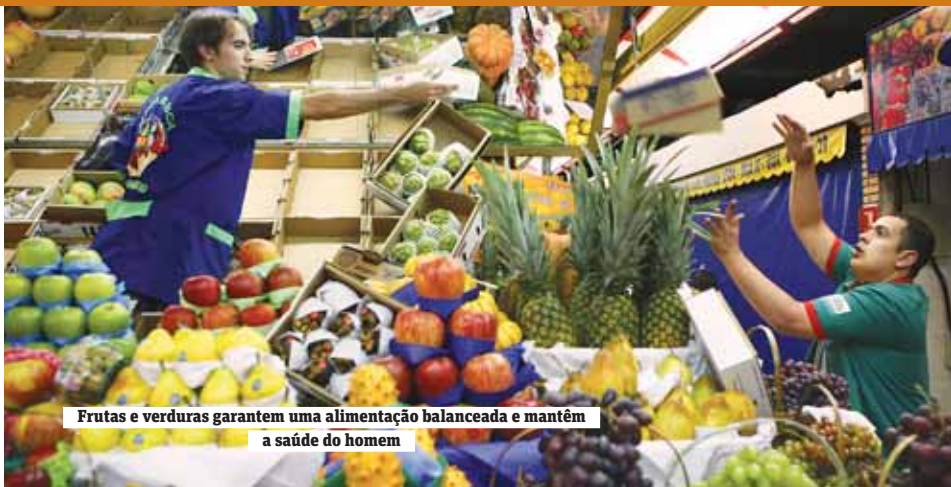 Frutas e verduras garantem uma alimentação balanceada e mantêm
a saúde do homem